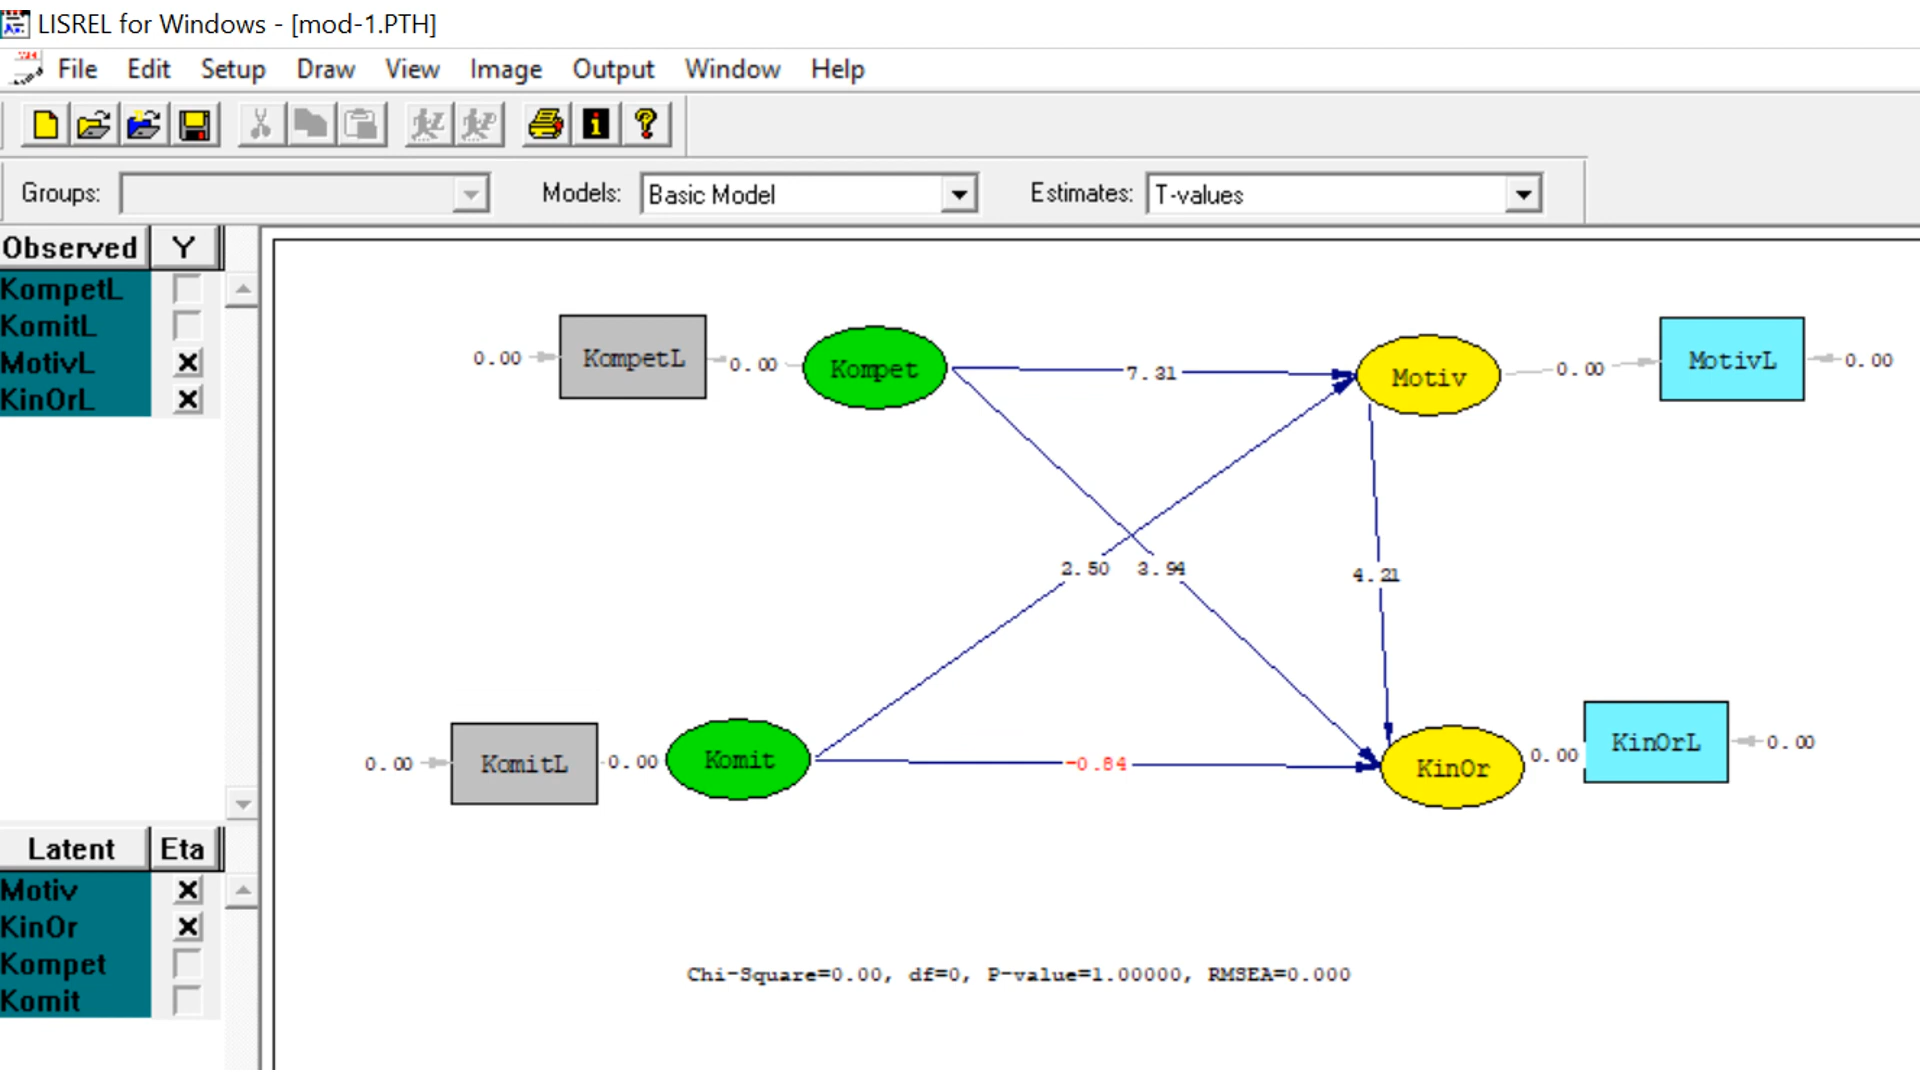 LISREL for Windows - [mod-1.PTH]
File Edit Setup Draw View Image Output Window Help
Groups: Models: Basic Model Estimates: T-values
Observed Y
KompetL
KomitL
MotivL
KinOrL
0.00 KompetL 0.00 Kompet 7.31 Motiv 0.00 MotivL 0.00
2.50 3.94 4.21
0.00 KomitL 0.00 Komit -0.84 KinOr 0.00 KinOrL 0.00
Latent Eta
Motiv
KinOr
Kompet
Komit
Chi-Square=0.00, df=0, P-value=1.00000, RMSEA=0.000